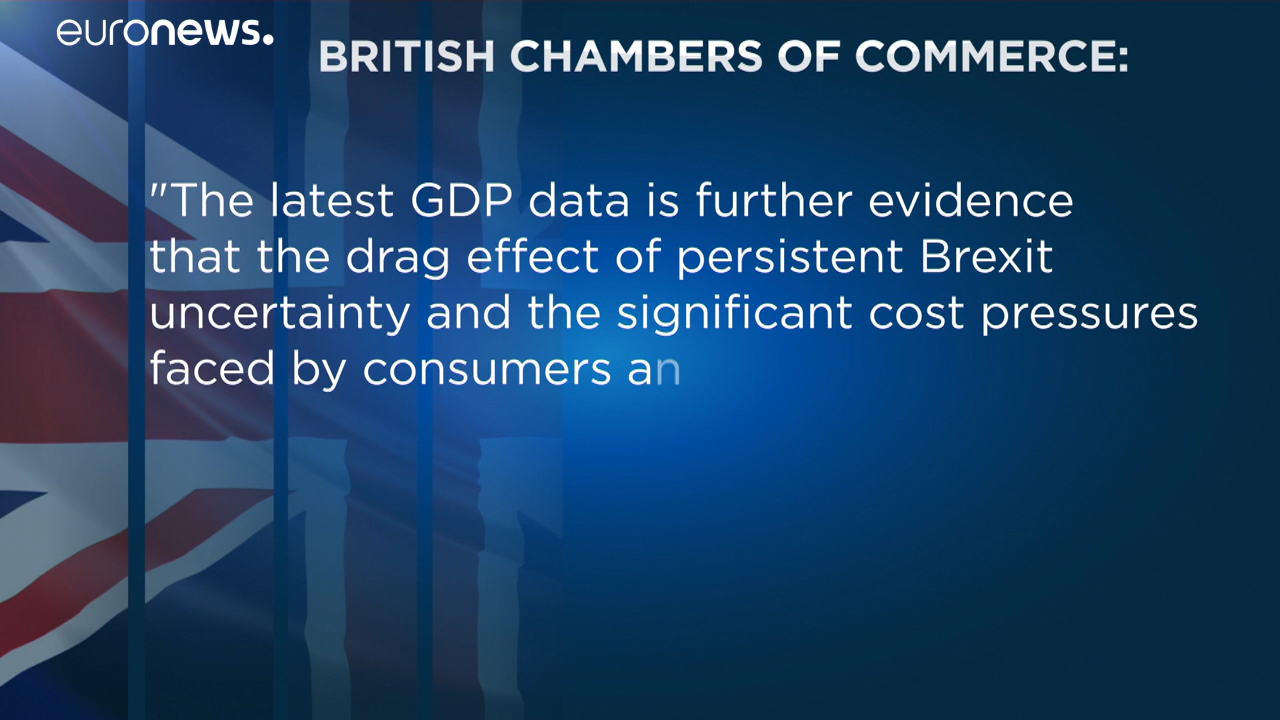 euronews.
BRITISH CHAMBERS OF COMMERCE:
"The latest GDP data is further evidence
that the drag effect of persistent Brexit
uncertainty and the significant cost pressures
faced by consumers an